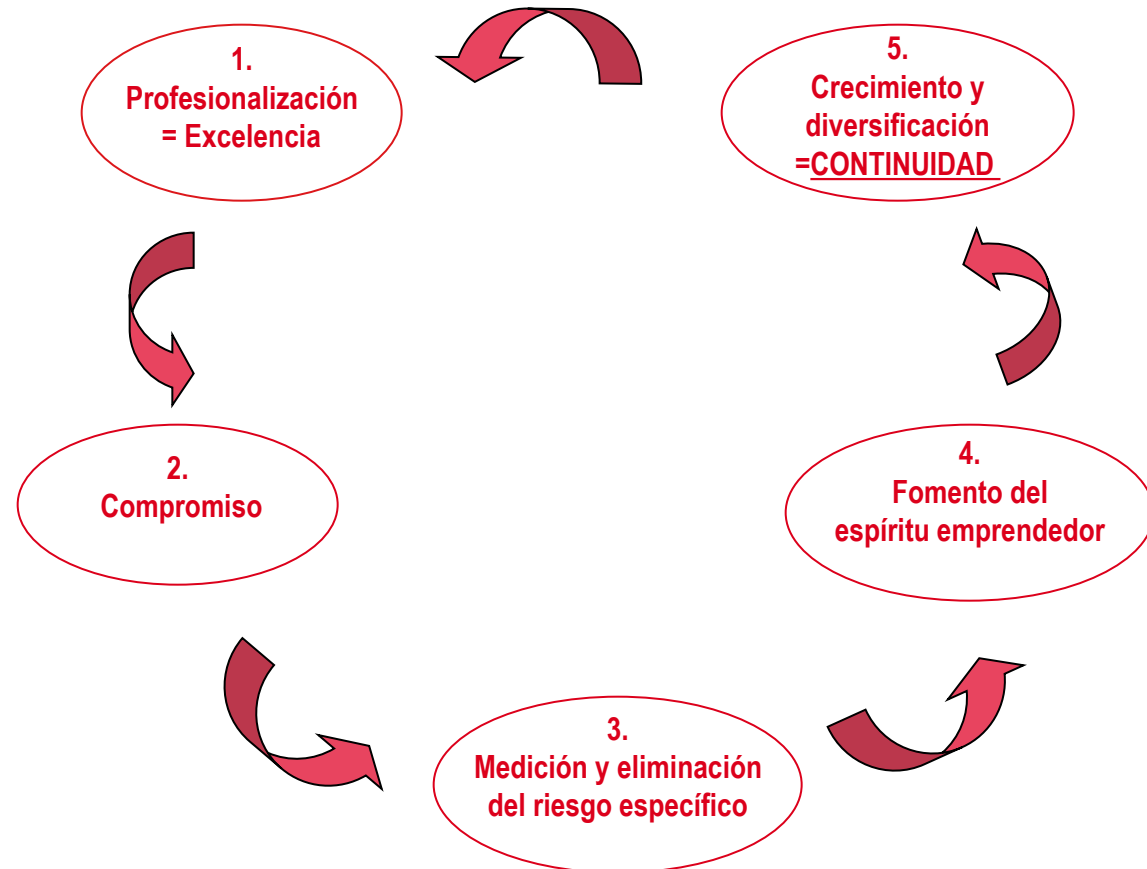 1.
Profesionalización
= Excelencia
2.
Compromiso
3.
Medición y eliminación
del riesgo específico
4.
Fomento del
espíritu emprendedor
5.
Crecimiento y
diversificación
=CONTINUIDAD